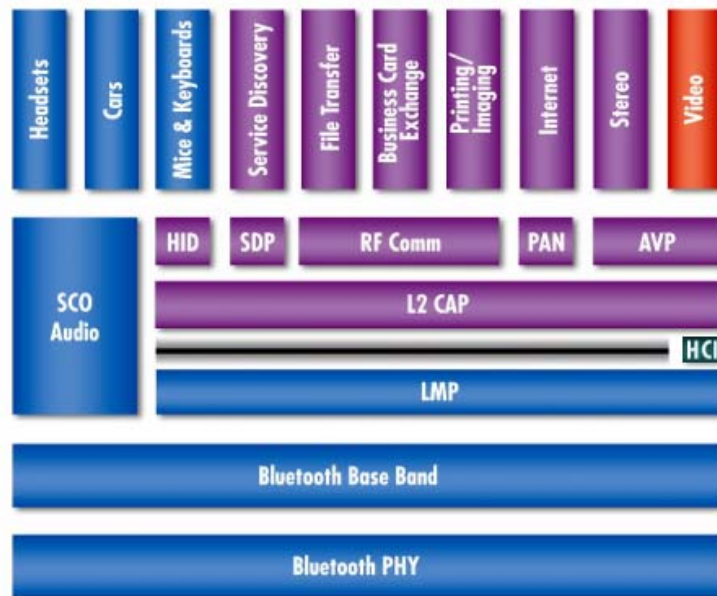 Headsets
Cars
Mice & Keyboards
Service Discovery
File Transfer
Business Card
Exchange
Printing/
Imaging
Internet
Stereo
Video
SCO
Audio
HID
SDP
RF Comm
PAN
AVP
L2 CAP
HCI
LMP
Bluetooth Base Band
Bluetooth PHY